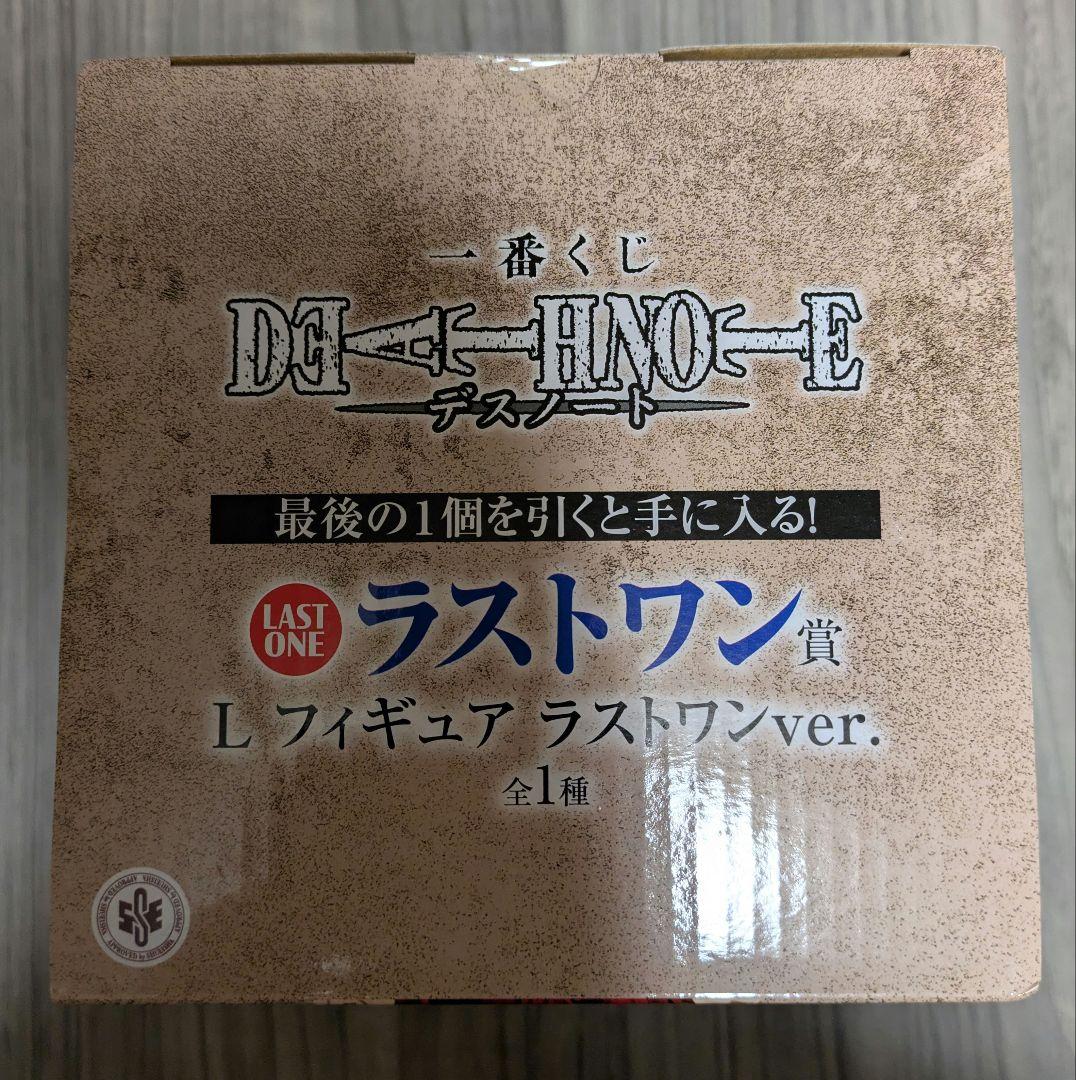 一番くじ
DEATH NOTE
デスノート
最後の1個を引くと手に入る!
LAST ONE ラストワン賞
L フィギュア ラストワンver.
全1種